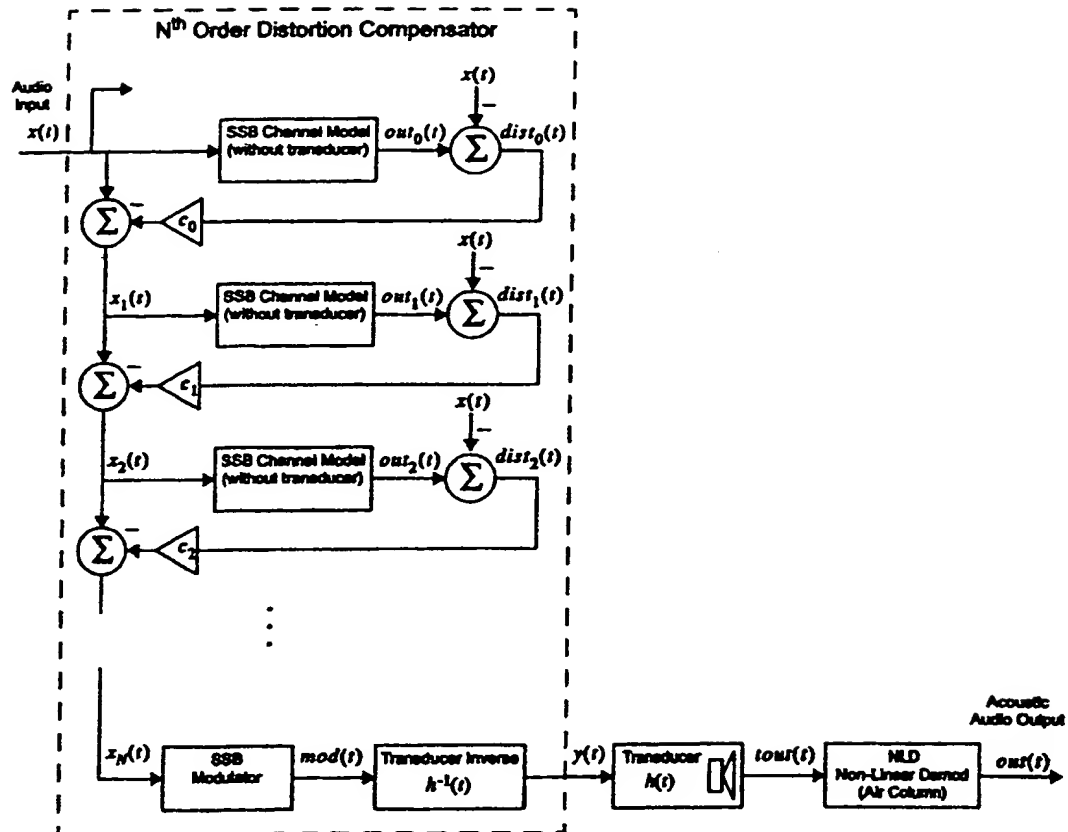 Nth Order Distortion Compensator
Audio
Input
x(t)
x(t)
−
SSB Channel Model
(without transducer)
out0(t)
Σ
dist0(t)
Σ
−
c0
x(t)
−
x1(t)
SSB Channel Model
(without transducer)
out1(t)
Σ
dist1(t)
Σ
−
c1
x(t)
−
x2(t)
SSB Channel Model
(without transducer)
out2(t)
Σ
dist2(t)
Σ
−
c2
xN(t)
SSB
Modulator
mod(t)
Transducer Inverse
h-1(t)
y(t)
Transducer
h(t)
tout(t)
NLD
Non-Linear Demod
(Air Column)
Acoustic
Audio Output
out(t)